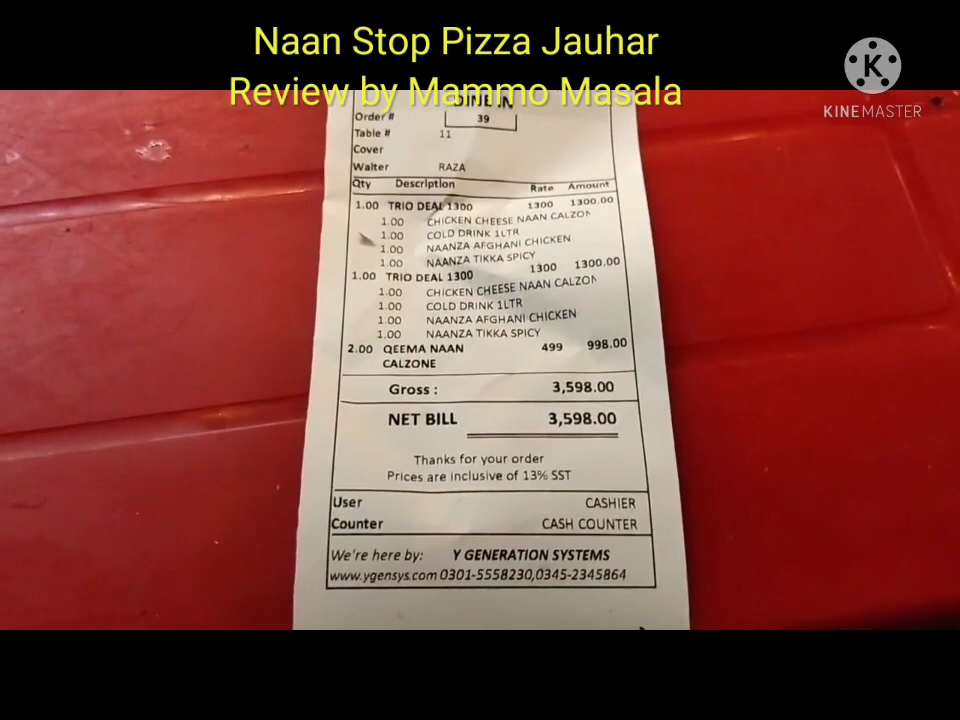 Naan Stop Pizza Jauhar
Review by Mammo Masala
K
KINEMASTER
DINE IN
Order # 39
Table # 11
Cover
Waiter RAZA
Qty Description Rate Amount
1.00 TRIO DEAL 1300 1300 1300.00
1.00 CHICKEN CHEESE NAAN CALZON
1.00 COLD DRINK 1LTR
1.00 NAANZA AFGHANI CHICKEN
1.00 NAANZA TIKKA SPICY
1.00 TRIO DEAL 1300 1300 1300.00
1.00 CHICKEN CHEESE NAAN CALZON
1.00 COLD DRINK 1LTR
1.00 NAANZA AFGHANI CHICKEN
1.00 NAANZA TIKKA SPICY
2.00 QEEMA NAAN 499 998.00
CALZONE
Gross : 3,598.00
NET BILL 3,598.00
Thanks for your order
Prices are inclusive of 13% SST
User CASHIER
Counter CASH COUNTER
We're here by: Y GENERATION SYSTEMS
www.ygensys.com 0301-5558230,0345-2345864